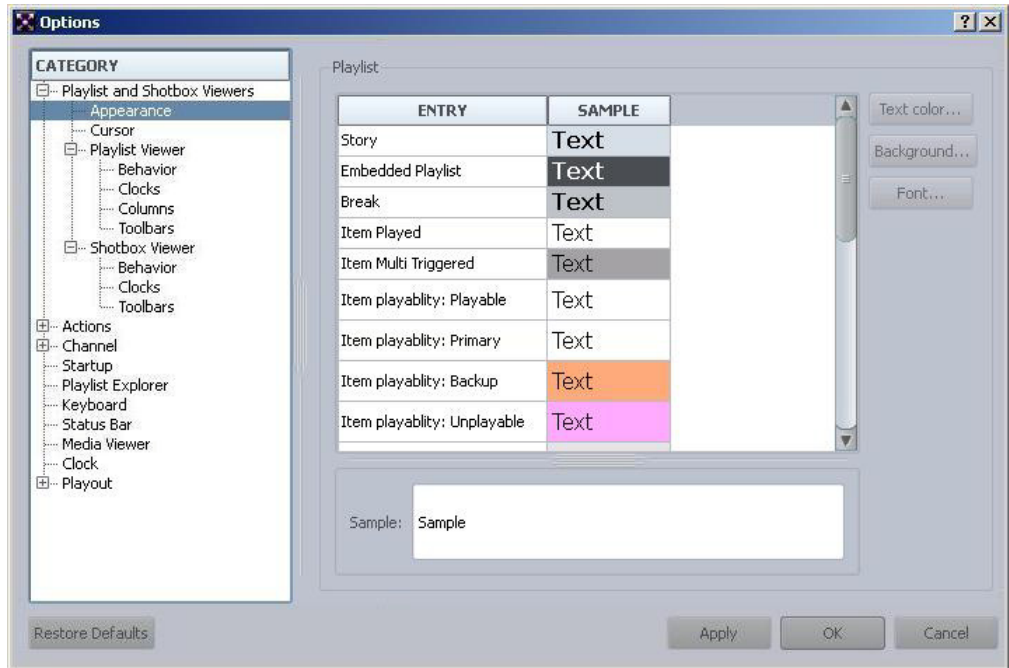 Options
CATEGORY
Playlist and Shotbox Viewers
Appearance
Cursor
Playlist Viewer
Behavior
Clocks
Columns
Toolbars
Shotbox Viewer
Behavior
Clocks
Toolbars
Actions
Channel
Startup
Playlist Explorer
Keyboard
Status Bar
Media Viewer
Clock
Playout
Playlist
ENTRY SAMPLE
Story Text
Embedded Playlist Text
Break Text
Item Played Text
Item Multi Triggered Text
Item playablity: Playable Text
Item playablity: Primary Text
Item playablity: Backup Text
Item playablity: Unplayable Text
Text color...
Background...
Font...
Sample: Sample
Restore Defaults
Apply OK Cancel